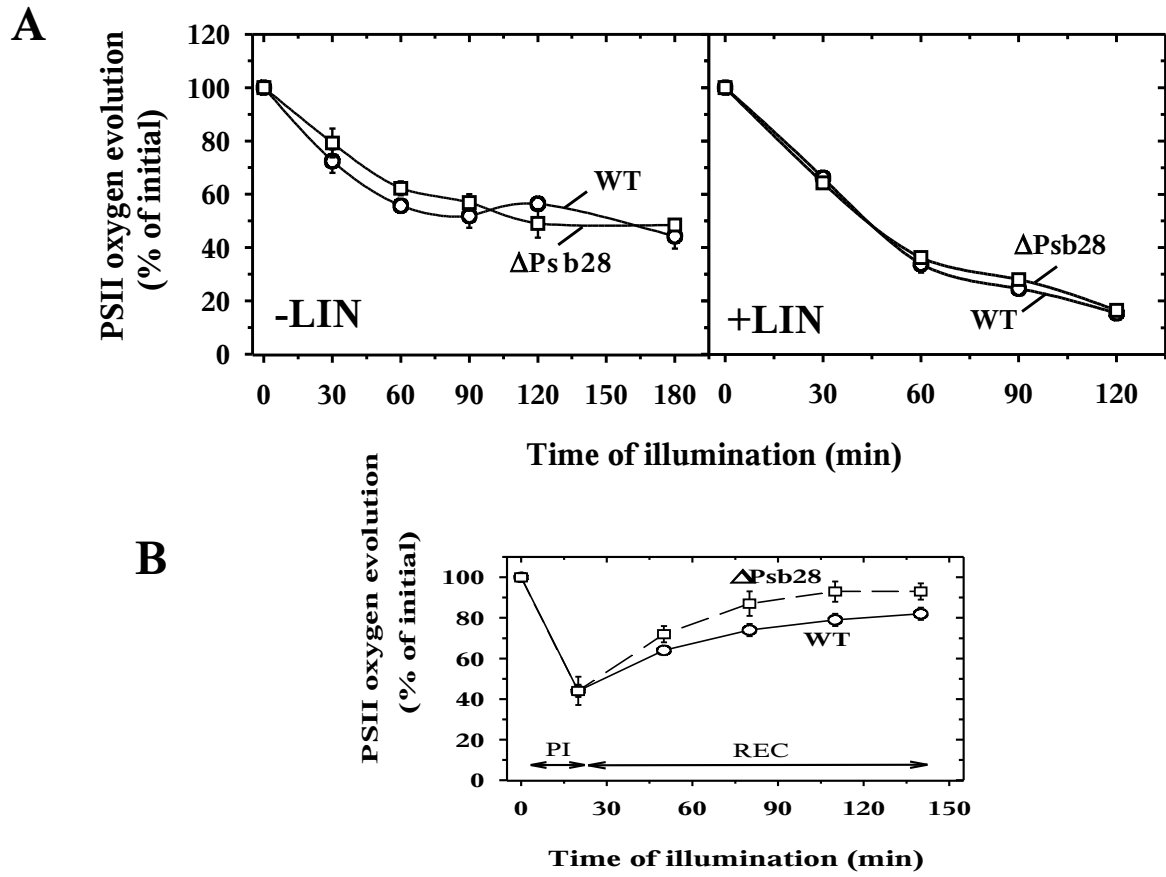 A
PSII oxygen evolution
(% of initial)
120
100
80
60
40
20
0
WT
ΔPsb28
-LIN
0 30 60 90 120 150 180
ΔPsb28
WT
+LIN
0 30 60 90 120
Time of illumination (min)
B
PSII oxygen evolution
(% of initial)
100
80
60
40
20
0
ΔPsb28
WT
PI
REC
0 30 60 90 120 150
Time of illumination (min)